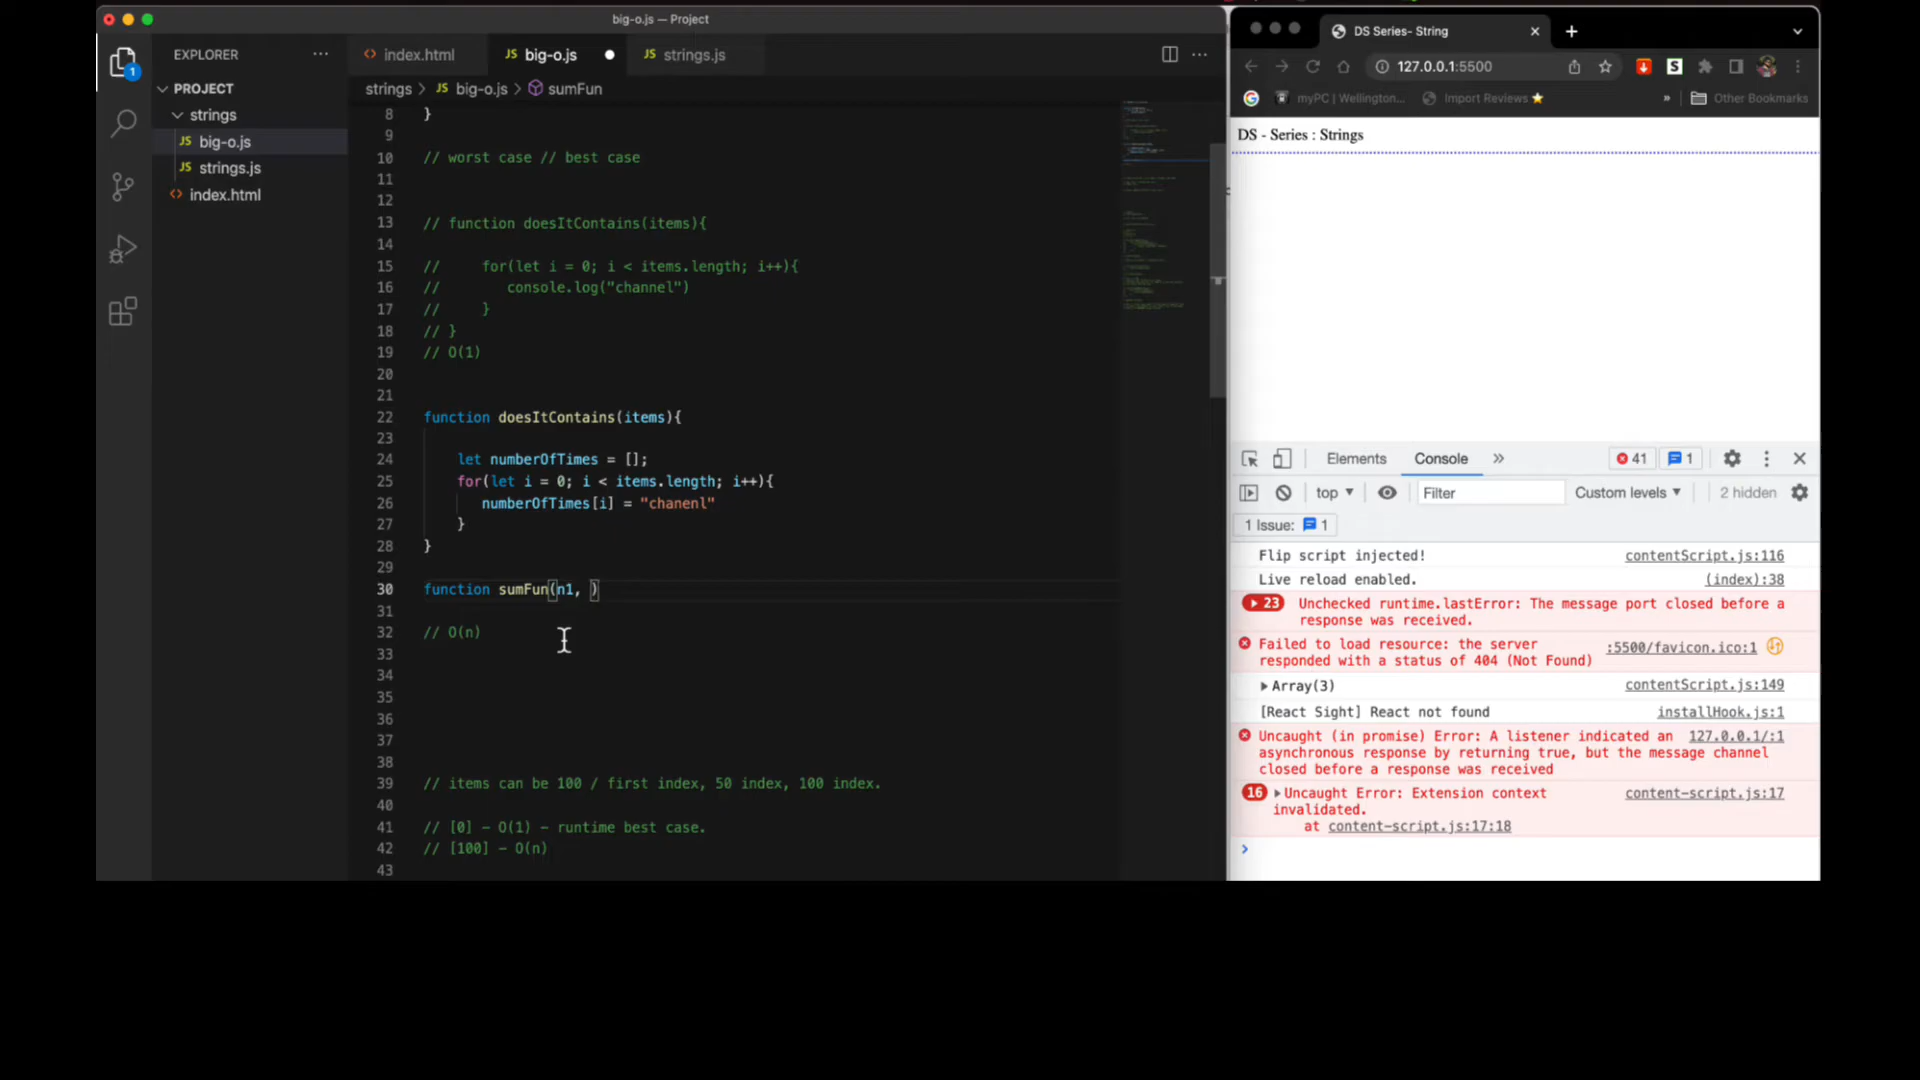 big-o.js — Project
EXPLORER
PROJECT
strings
big-o.js
strings.js
index.html
1
index.html
big-o.js
strings.js
strings > big-o.js > sumFun
8 }
9
10 // worst case // best case
11
12
13 // function doesItContains(items){
14
15 //     for(let i = 0; i < items.length; i++){
16 //        console.log("channel")
17 //     }
18 // }
19 // O(1)
20
21
22 function doesItContains(items){
23
24     let numberOfTimes = [];
25     for(let i = 0; i < items.length; i++){
26        numberOfTimes[i] = "chanenl"
27     }
28 }
29
30 function sumFun(n1, )
31
32 // O(n)
33
34
35
36
37
38
39 // items can be 100 / first index, 50 index, 100 index.
40
41 // [0] - O(1) - runtime best case.
42 // [100] - O(n)
43
DS Series- String
127.0.0.1:5500
S
myPC | Wellington...
Import Reviews
»
Other Bookmarks
DS - Series : Strings
Elements
Console
»
41
1
top
Filter
Custom levels
2 hidden
1 Issue: 1
Flip script injected! contentScript.js:116
Live reload enabled. (index):38
23 Unchecked runtime.lastError: The message port closed before a
response was received.
Failed to load resource: the server :5500/favicon.ico:1
responded with a status of 404 (Not Found)
Array(3) contentScript.js:149
[React Sight] React not found installHook.js:1
Uncaught (in promise) Error: A listener indicated an 127.0.0.1/:1
asynchronous response by returning true, but the message channel
closed before a response was received
16 Uncaught Error: Extension context content-script.js:17
invalidated.
at content-script.js:17:18